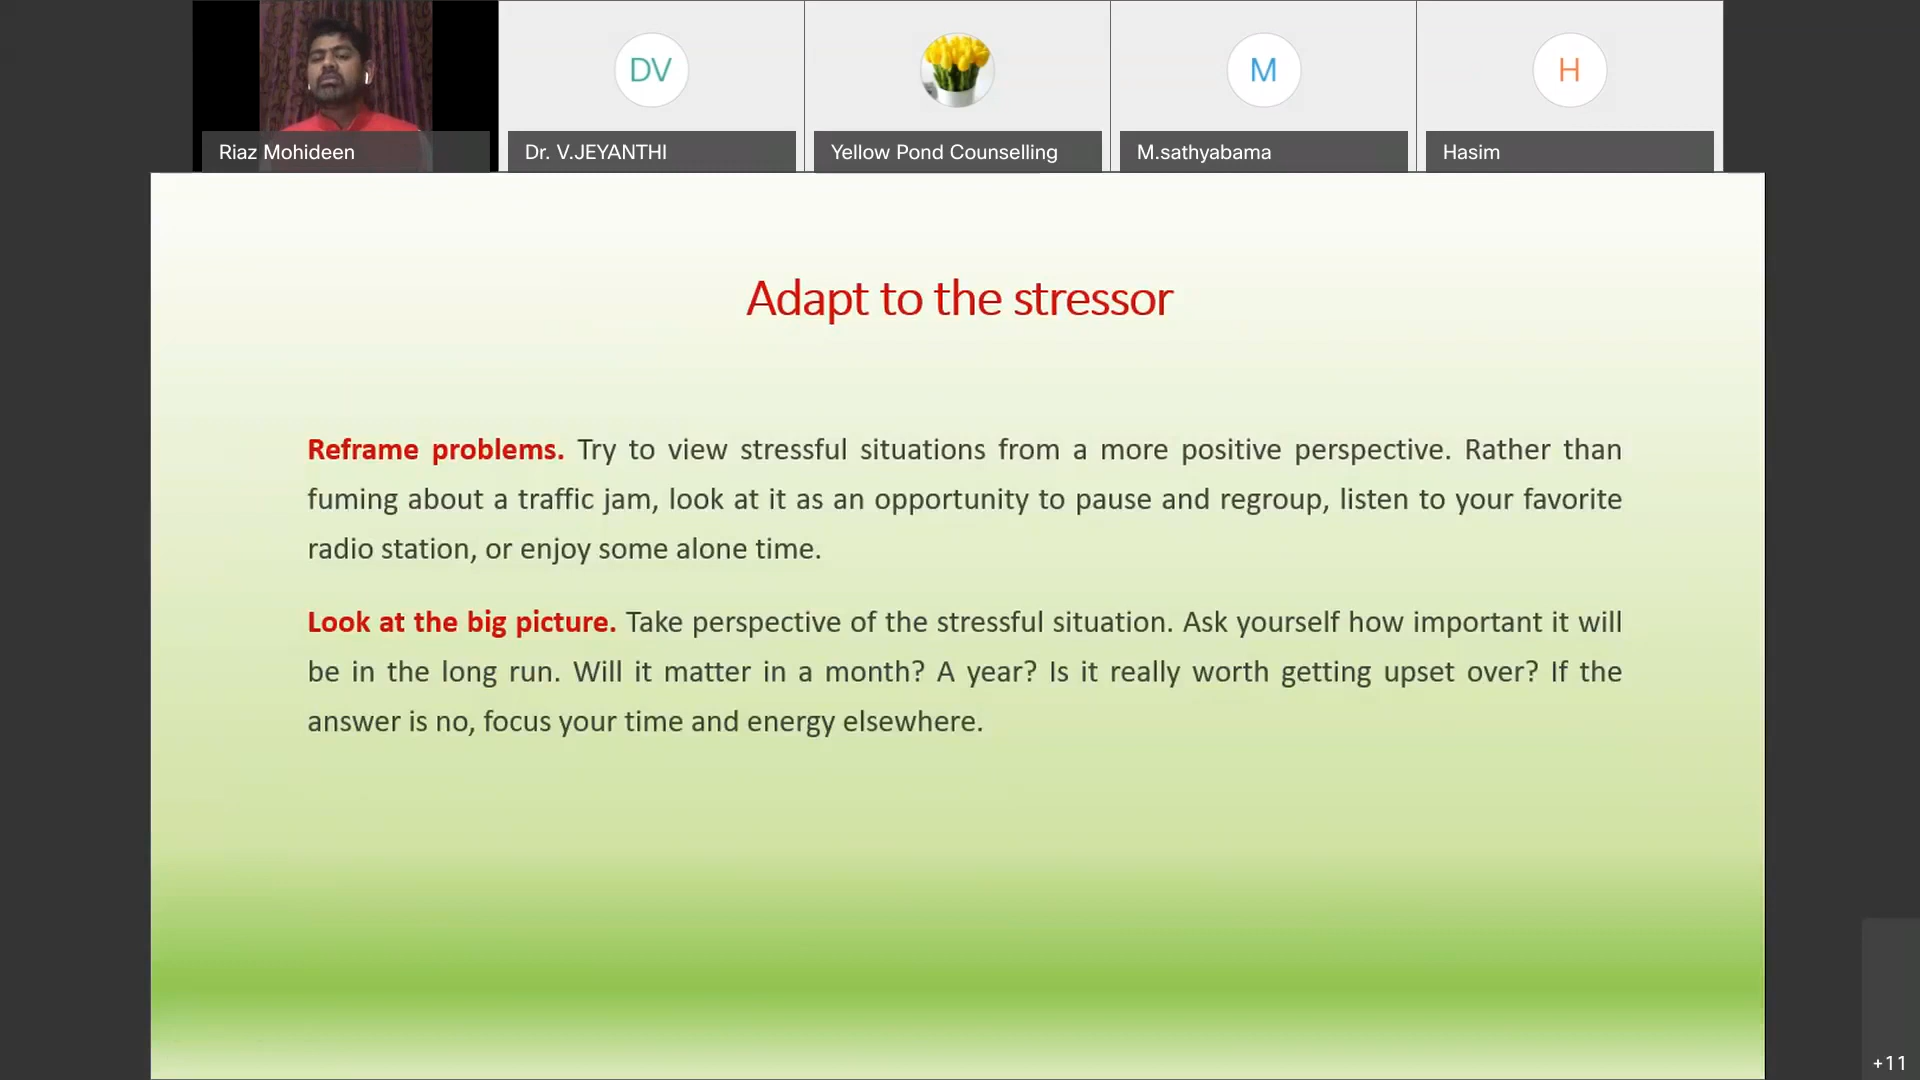 DV
M
H
Riaz Mohideen
Dr. V.JEYANTHI
Yellow Pond Counselling
M.sathyabama
Hasim
Adapt to the stressor
Reframe problems. Try to view stressful situations from a more positive perspective. Rather than
fuming about a traffic jam, look at it as an opportunity to pause and regroup, listen to your favorite
radio station, or enjoy some alone time.
Look at the big picture. Take perspective of the stressful situation. Ask yourself how important it will
be in the long run. Will it matter in a month? A year? Is it really worth getting upset over? If the
answer is no, focus your time and energy elsewhere.
+11